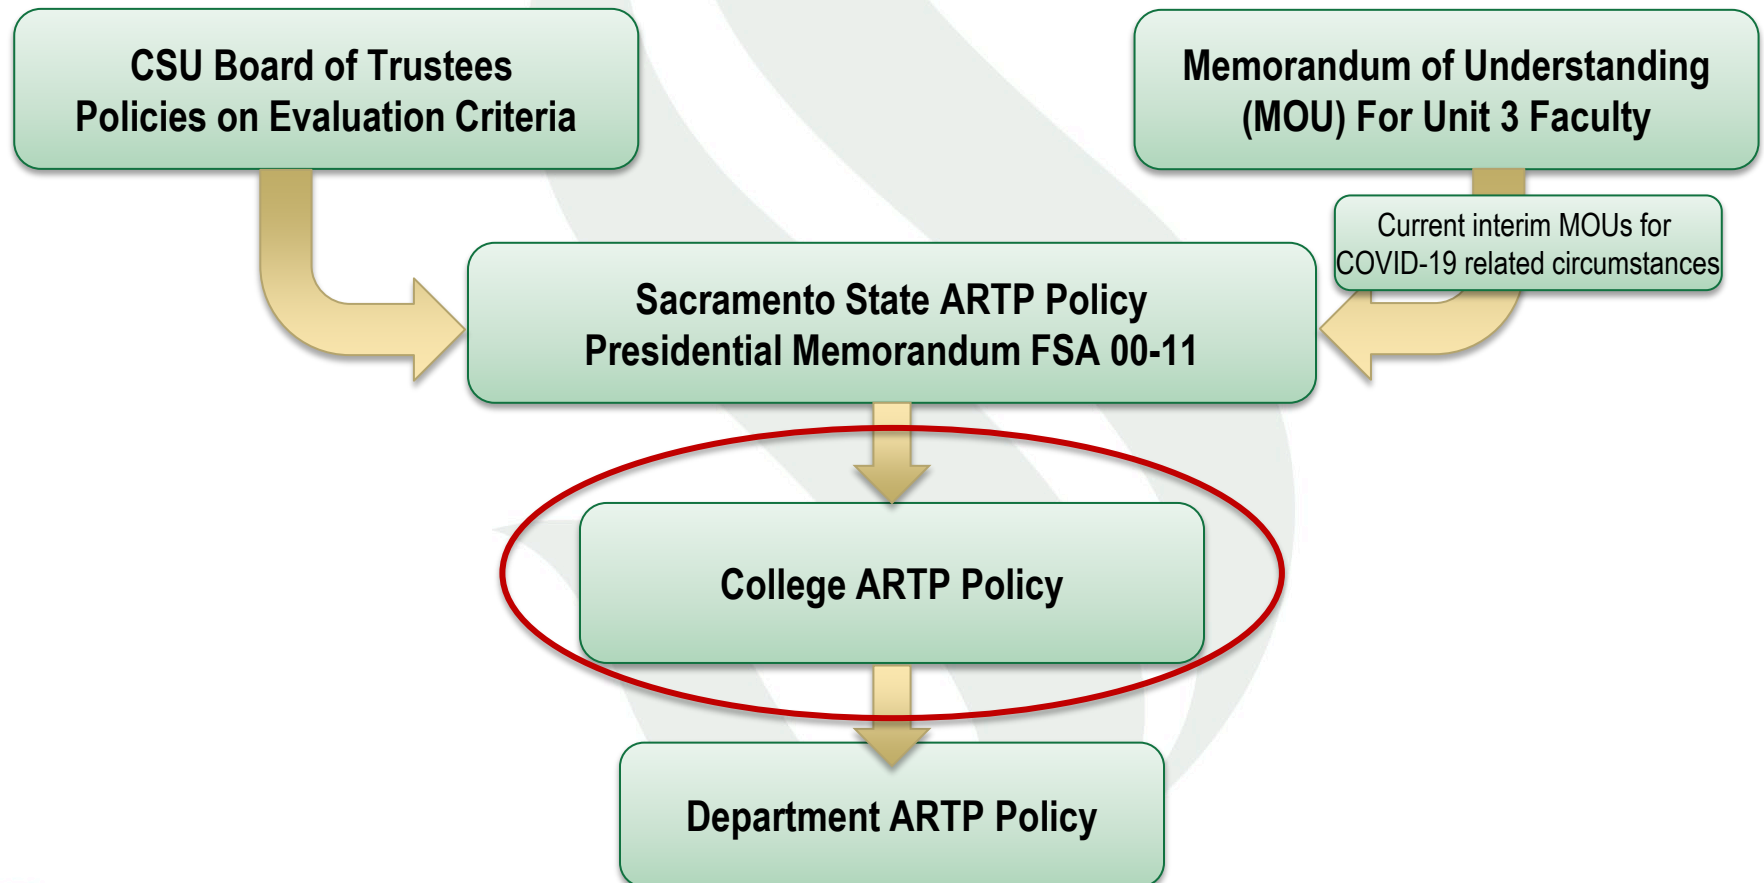 CSU Board of Trustees
Policies on Evaluation Criteria
Memorandum of Understanding
(MOU) For Unit 3 Faculty
Current interim MOUs for
COVID-19 related circumstances
Sacramento State ARTP Policy
Presidential Memorandum FSA 00-11
College ARTP Policy
Department ARTP Policy